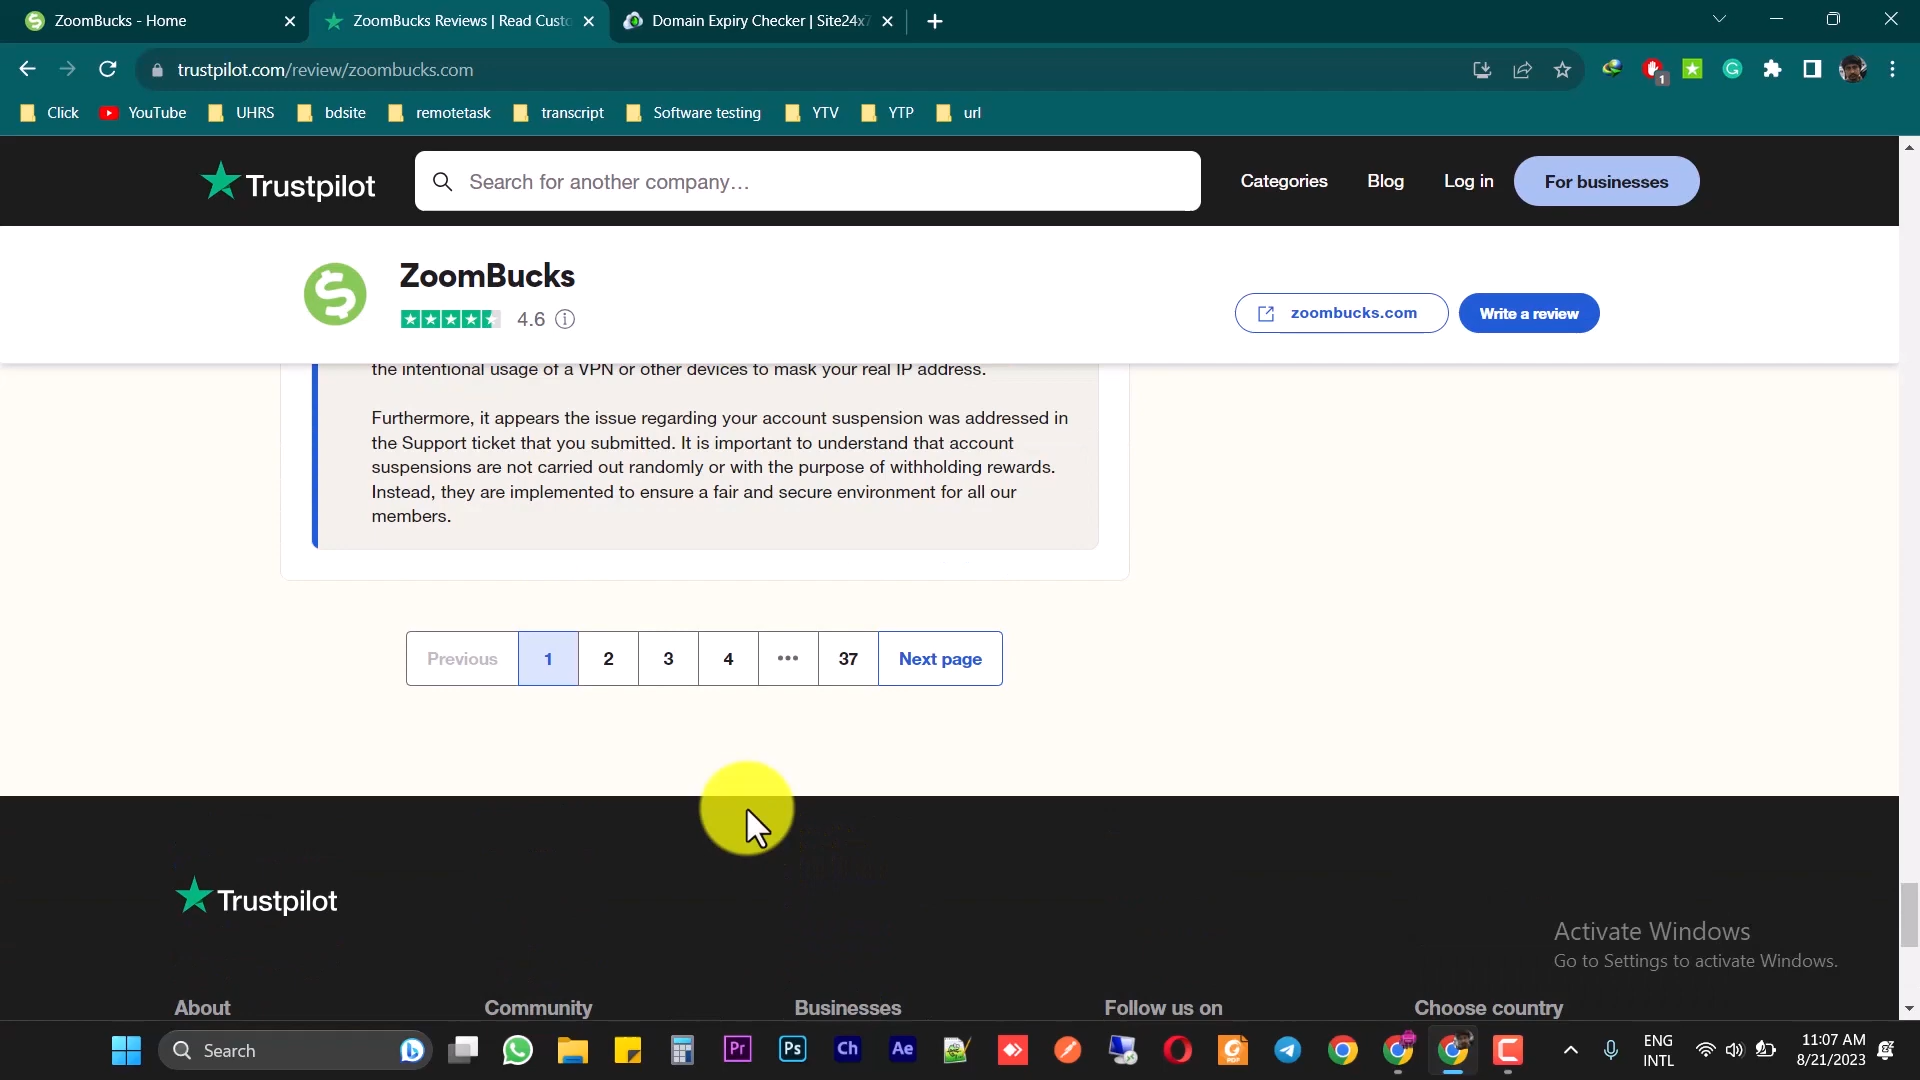 ZoomBucks - Home
ZoomBucks Reviews | Read Custo
Domain Expiry Checker | Site24x7
trustpilot.com/review/zoombucks.com
1
Click
YouTube
UHRS
bdsite
remotetask
transcript
Software testing
YTV
YTP
url
Trustpilot
Search for another company...
Categories
Blog
Log in
For businesses
ZoomBucks
4.6
zoombucks.com
Write a review
the intentional usage of a VPN or other devices to mask your real IP address.
Furthermore, it appears the issue regarding your account suspension was addressed in
the Support ticket that you submitted. It is important to understand that account
suspensions are not carried out randomly or with the purpose of withholding rewards.
Instead, they are implemented to ensure a fair and secure environment for all our
members.
Previous
1
2
3
4
•••
37
Next page
Trustpilot
Activate Windows
Go to Settings to activate Windows.
About
Community
Businesses
Follow us on
Choose country
Search
Pr
Ps
Ch
Ae
ENG
INTL
11:07 AM
8/21/2023